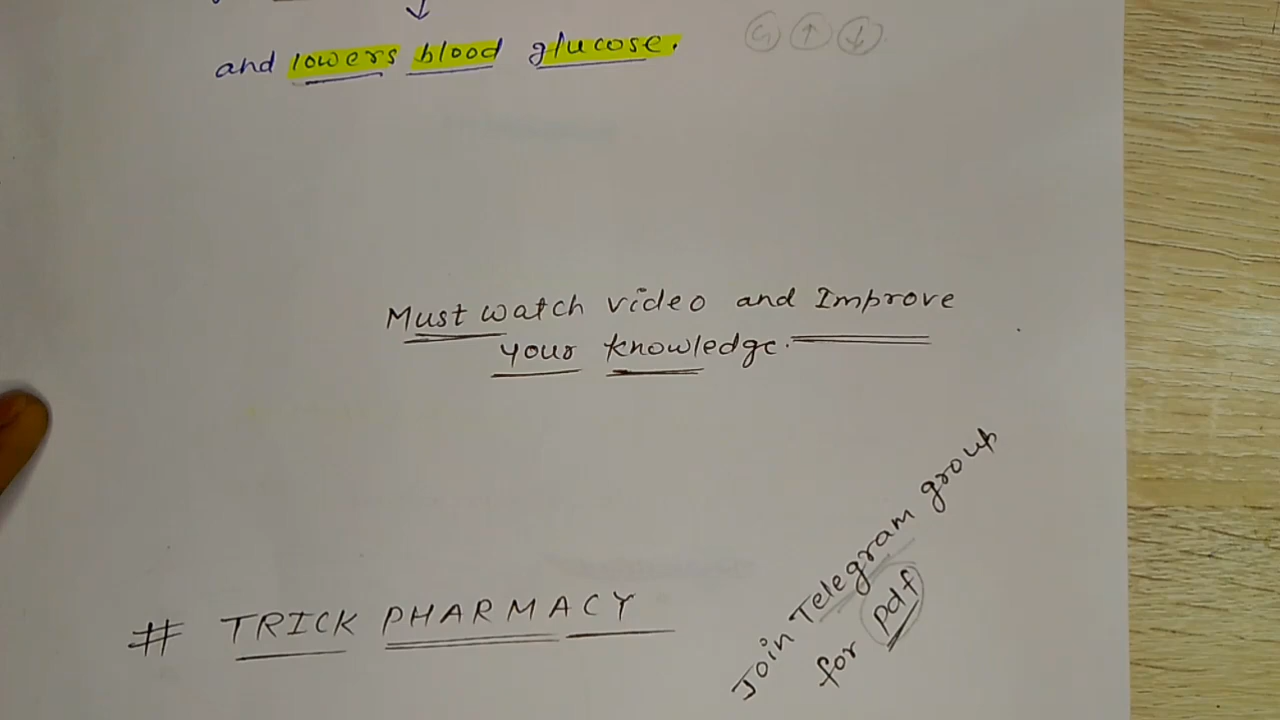 ↓
and lowers blood glucose. G ↑ ↓
Must watch video and Improve
your knowledge.
# TRICK PHARMACY
Join Telegram group
for pdf